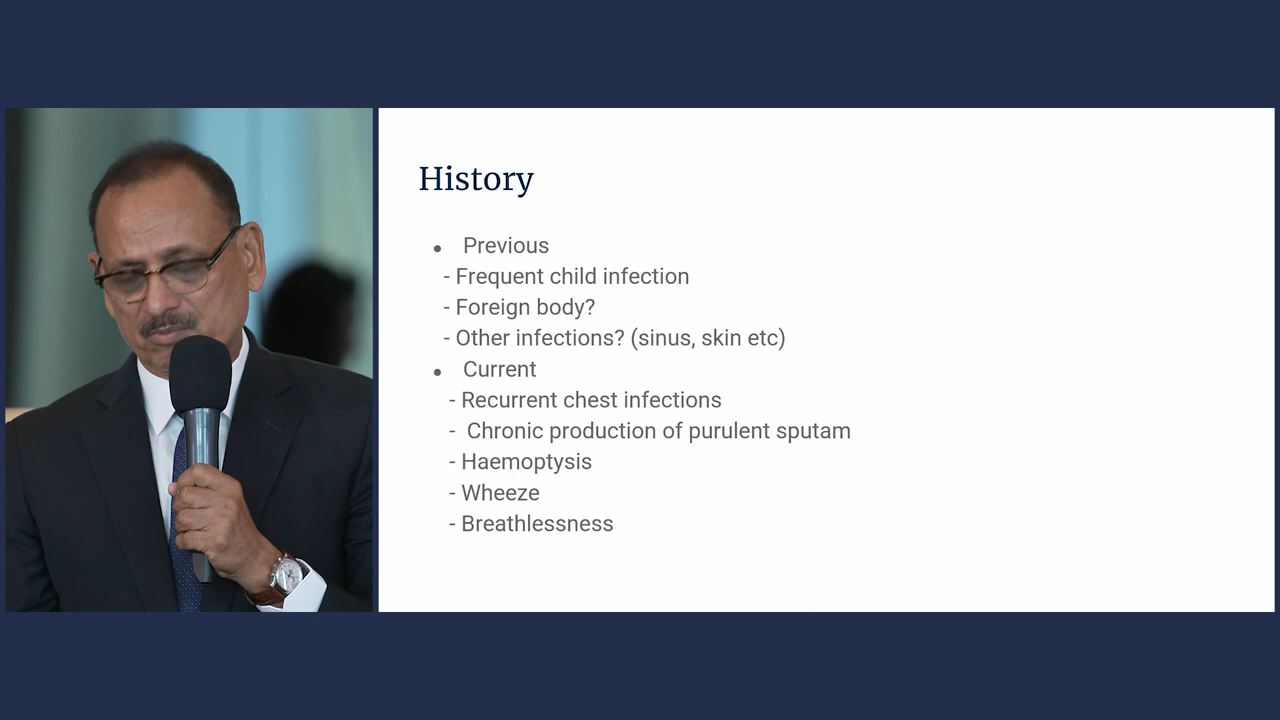 History
● Previous
- Frequent child infection
- Foreign body?
- Other infections? (sinus, skin etc)
● Current
- Recurrent chest infections
- Chronic production of purulent sputam
- Haemoptysis
- Wheeze
- Breathlessness